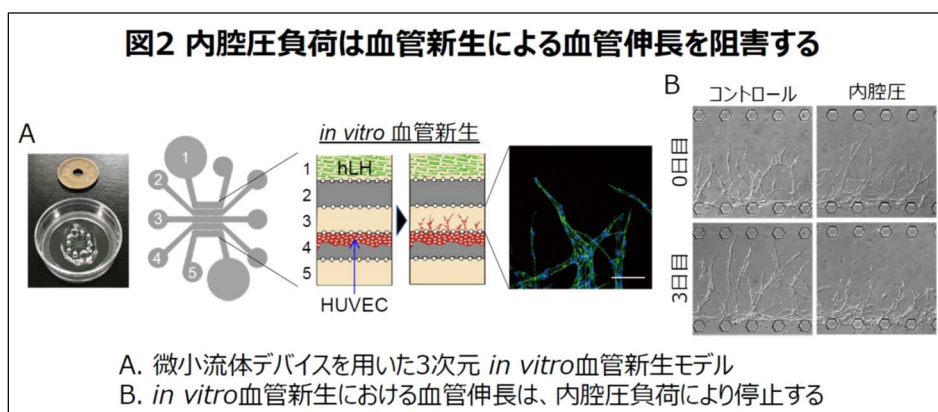 図2 内腔圧負荷は血管新生による血管伸長を阻害する
A
1
2
3
4
5
in vitro 血管新生
1
2
3
4
5
hLH
HUVEC
B
コントロール
内腔圧
0日目
3日目
A. 微小流体デバイスを用いた3次元 in vitro血管新生モデル
B. in vitro血管新生における血管伸長は、内腔圧負荷により停止する